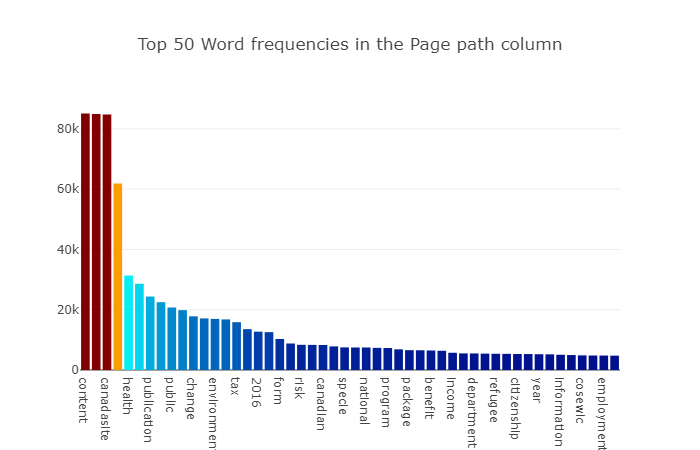 Top 50 Word frequencies in the Page path column
80k
60k
40k
20k
0
content
canadasite
health
publication
public
change
environment
tax
2016
form
risk
canadian
specie
national
program
package
benefit
income
department
refugee
citizenship
year
information
cosewic
employment